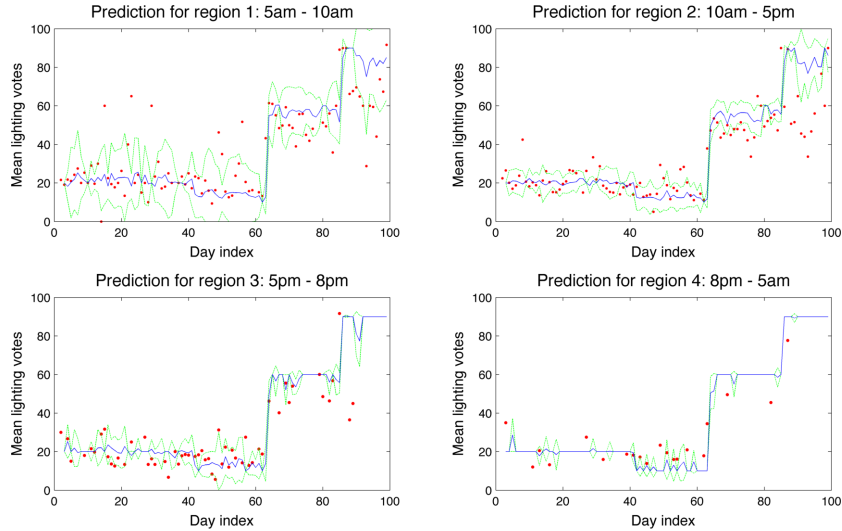 Prediction for region 1: 5am - 10am
100
80
60
40
20
0
Mean lighting votes
0 20 40 60 80 100
Day index
Prediction for region 2: 10am - 5pm
100
80
60
40
20
0
Mean lighting votes
0 20 40 60 80 100
Day index
Prediction for region 3: 5pm - 8pm
100
80
60
40
20
0
Mean lighting votes
0 20 40 60 80 100
Day index
Prediction for region 4: 8pm - 5am
100
80
60
40
20
0
Mean lighting votes
0 20 40 60 80 100
Day index